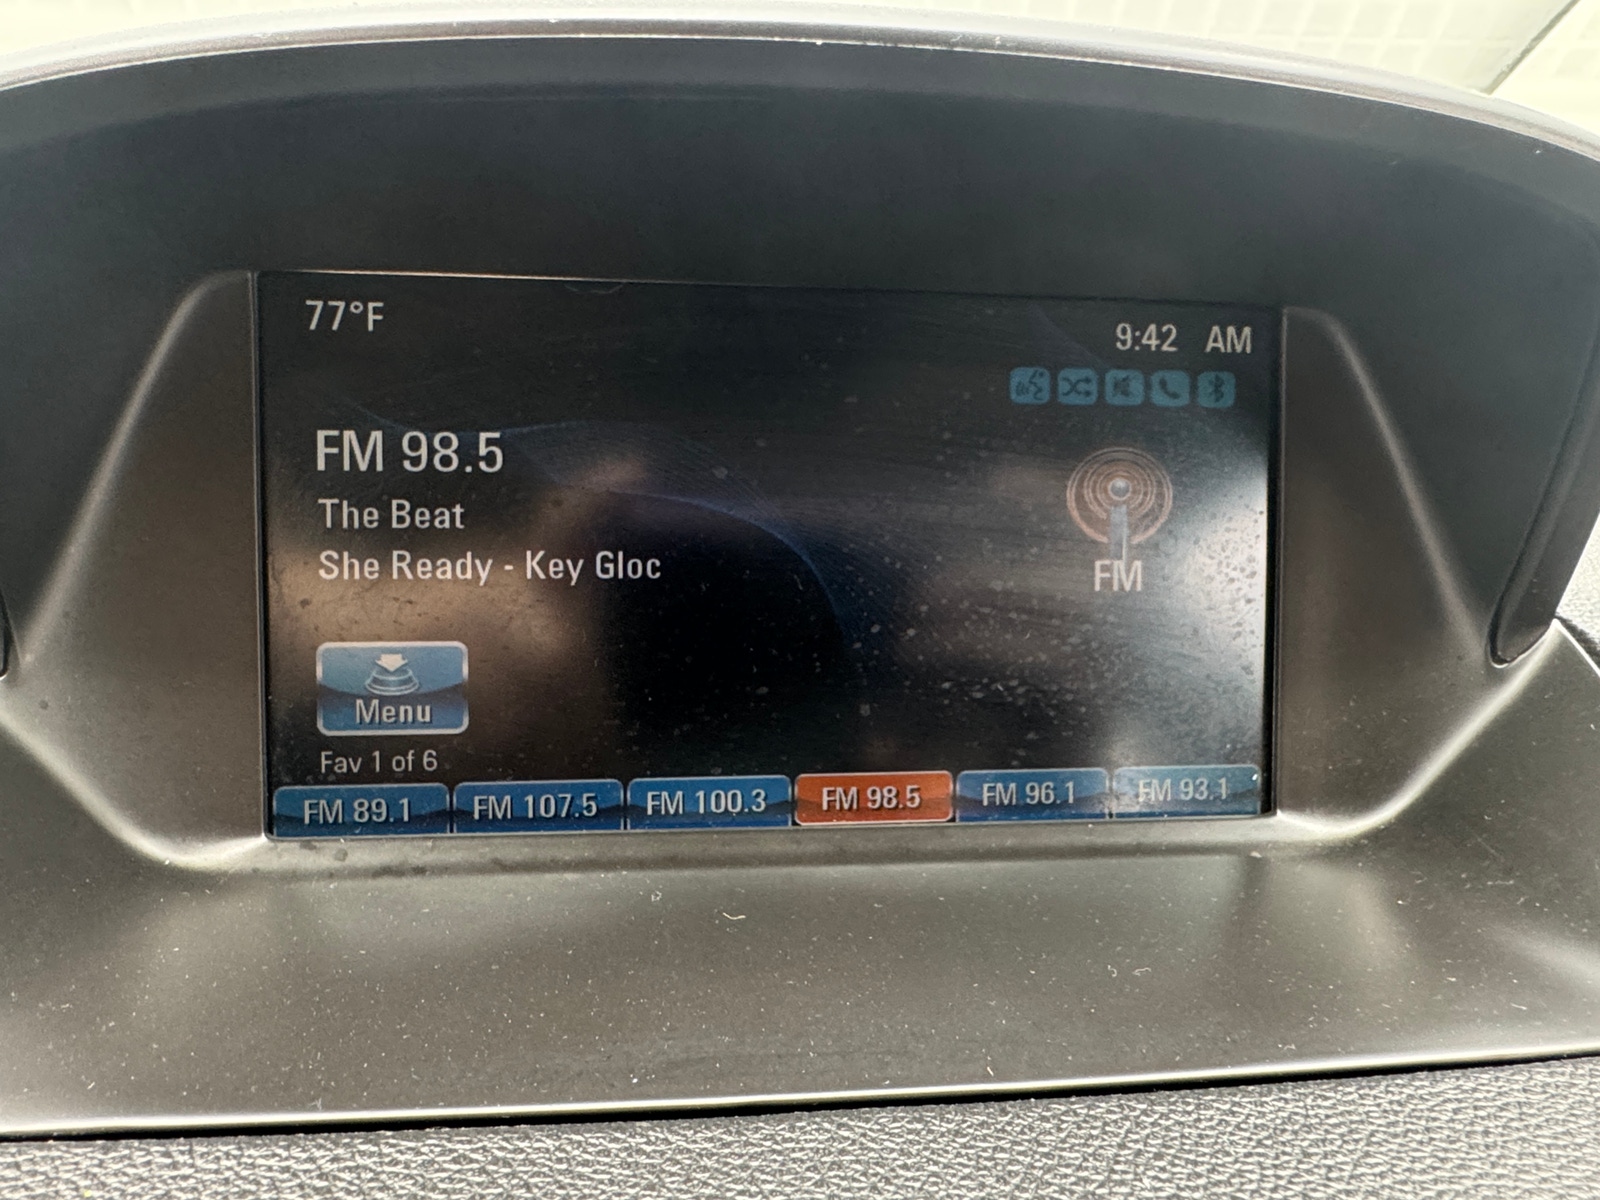 77°F
9:42 AM
FM 98.5
The Beat
She Ready - Key Gloc
FM
Menu
Fav 1 of 6
FM 89.1 FM 107.5 FM 100.3 FM 98.5 FM 96.1 FM 93.1